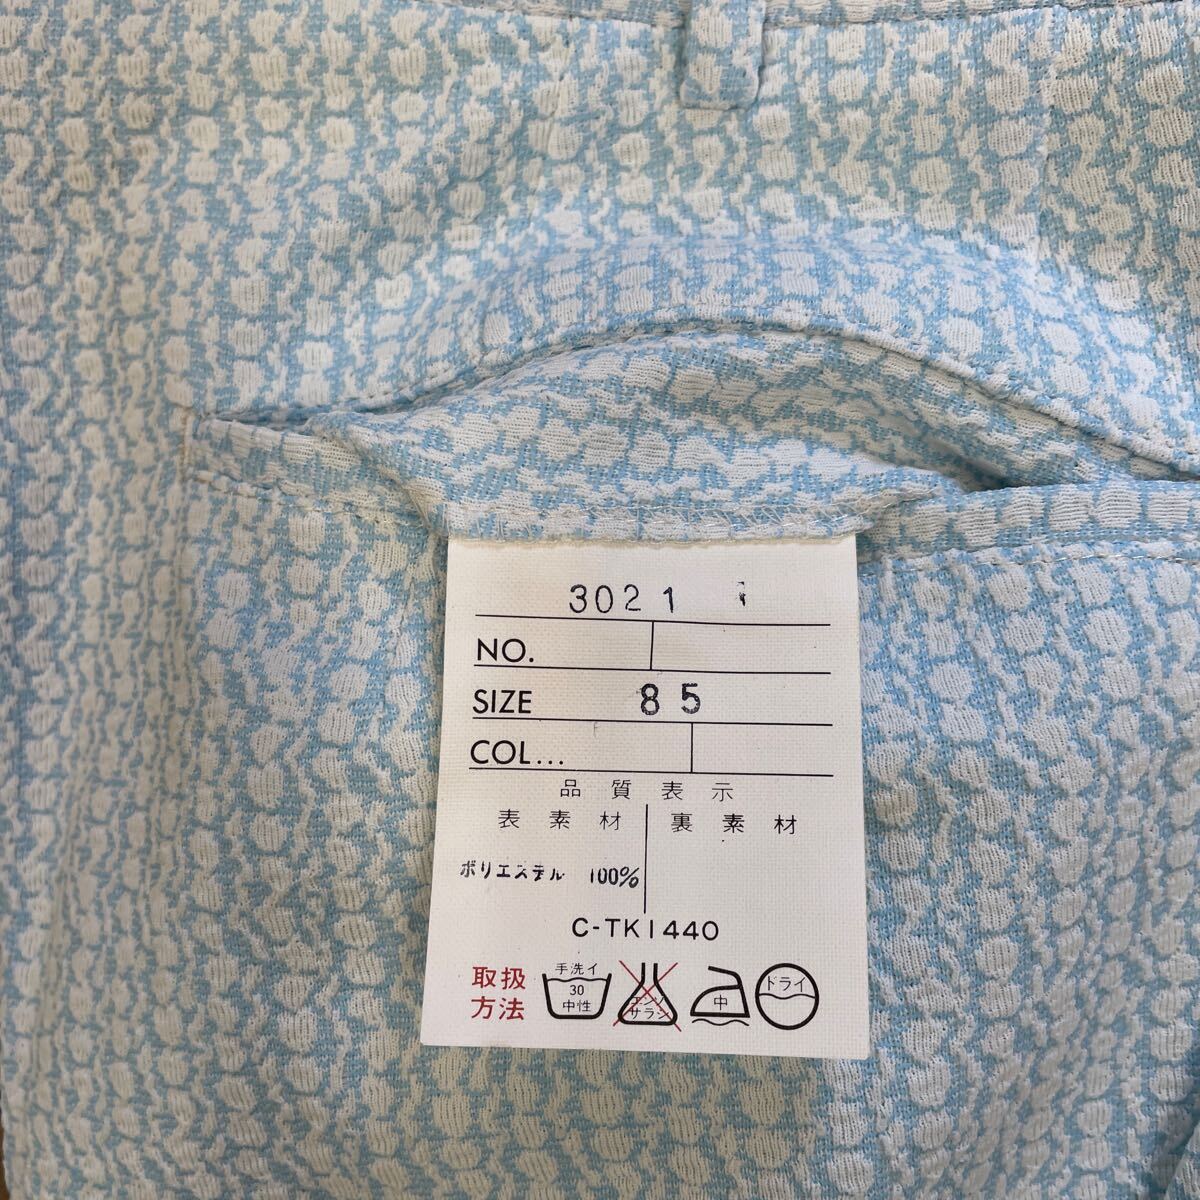 3021
NO.
SIZE 85
COL...
品質表示
表素材 裏素材
ポリエステル 100%
C-TK1440
取扱方法
手洗イ
30
中性
エンソ
サラシ
中
ドライ